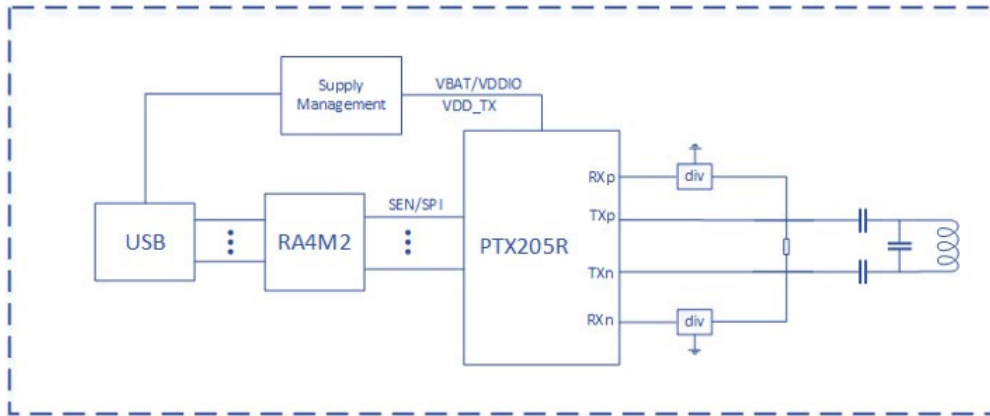 Supply
Management
VBAT/VDDIO
VDD_TX
RXp
div
TXp
SEN/SPI
USB
RA4M2
PTX205R
TXn
RXn
div